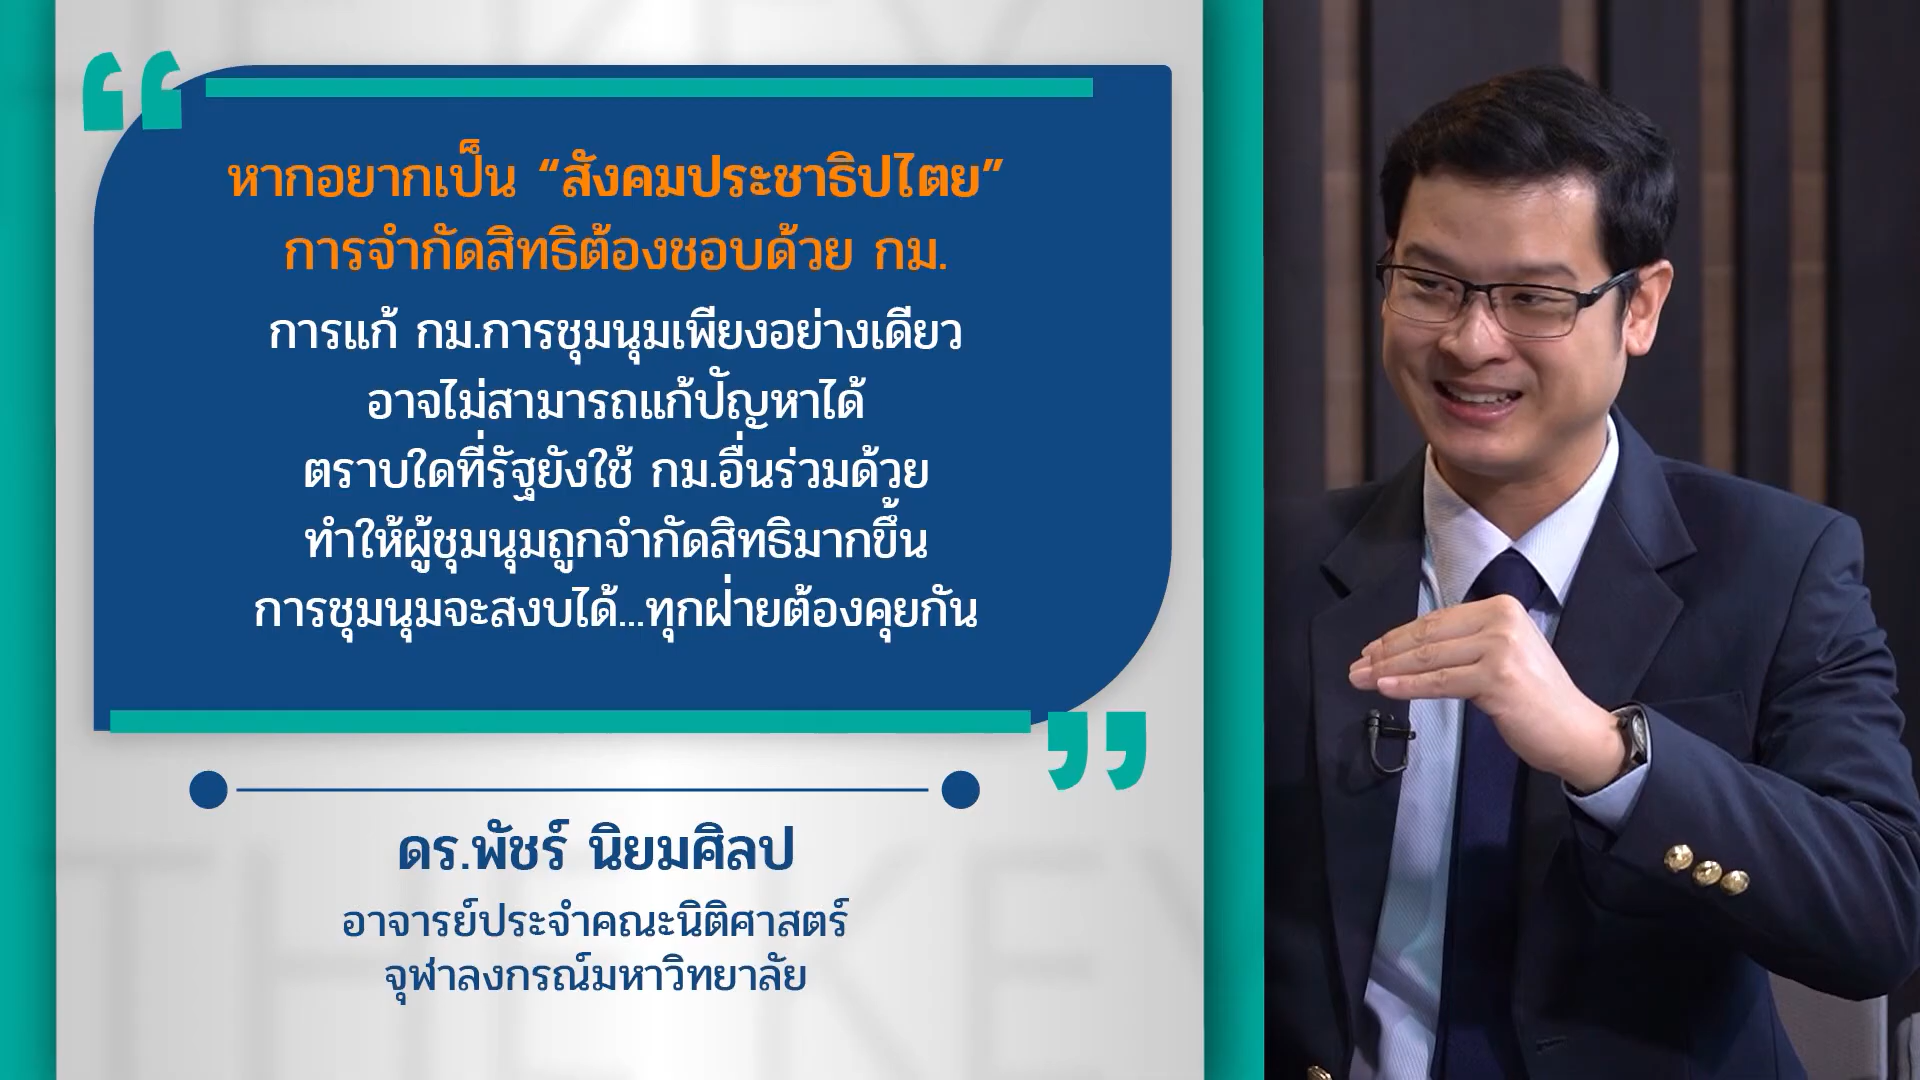 หากอยากเป็น “สังคมประชาธิปไตย”
การจำกัดสิทธิต้องชอบด้วย กม.
การแก้ กม.การชุมนุมเพียงอย่างเดียว
อาจไม่สามารถแก้ปัญหาได้
ตราบใดที่รัฐยังใช้ กม.อื่นร่วมด้วย
ทำให้ผู้ชุมนุมถูกจำกัดสิทธิมากขึ้น
การชุมนุมจะสงบได้...ทุกฝ่ายต้องคุยกัน
ดร.พัชร์ นิยมศิลป
อาจารย์ประจำคณะนิติศาสตร์
จุฬาลงกรณ์มหาวิทยาลัย
THE KEY